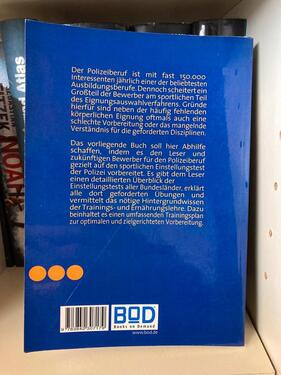 Der Polizeiberuf ist mit fast 150.000
Interessenten jährlich einer der beliebtesten
Ausbildungsberufe. Dennoch scheitert ein
Großteil der Bewerber am sportlichen Teil
des Eignungsauswahlverfahrens. Gründe
hierfür sind neben der häufig fehlenden
körperlichen Eignung oftmals auch eine
schlechte Vorbereitung oder das mangelnde
Verständnis für die geforderten Disziplinen.
Das vorliegende Buch soll hier Abhilfe
schaffen, indem es den Leser und
zukünftigen Bewerber für den Polizeiberuf
gezielt auf den sportlichen Einstellungstest
der Polizei vorbereitet. Es gibt dem Leser
einen detaillierten Überblick der
Einstellungstests aller Bundesländer, erklärt
alle dort geforderten Übungen und
vermittelt das nötige Hintergrundwissen
der Trainings- und Ernährungslehre. Dazu
beinhaltet es einen umfassenden Trainingsplan
zur optimalen und zielgerichteten Vorbereitung.
BOD
Books on Demand
www.bod.de
Atlas
NOAH